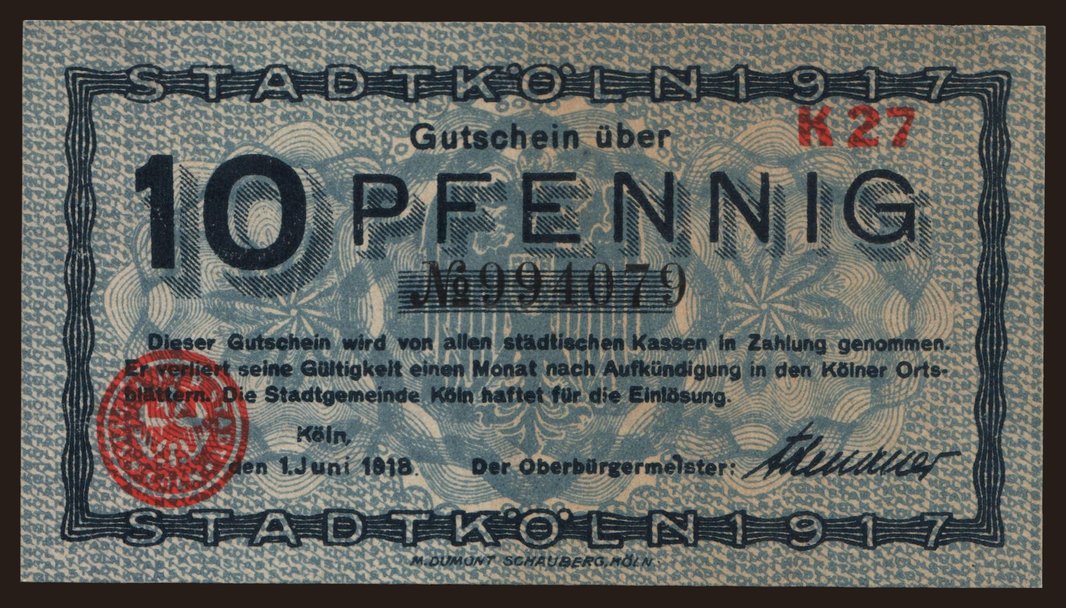 STADTKÖLN1917
Gutschein über
K27
10 PFENNIG
№994079
Dieser Gutschein wird von allen städtischen Kassen in Zahlung genommen.
Er verliert seine Gültigkeit einen Monat nach Aufkündigung in den Kölner Orts-
blättern. Die Stadtgemeinde Köln haftet für die Einlösung.
Köln,
den 1.Juni 1918.
Der Oberbürgermeister: Adenauer
STADTKÖLN1917
M.DUMONT SCHAUBERG, KÖLN.